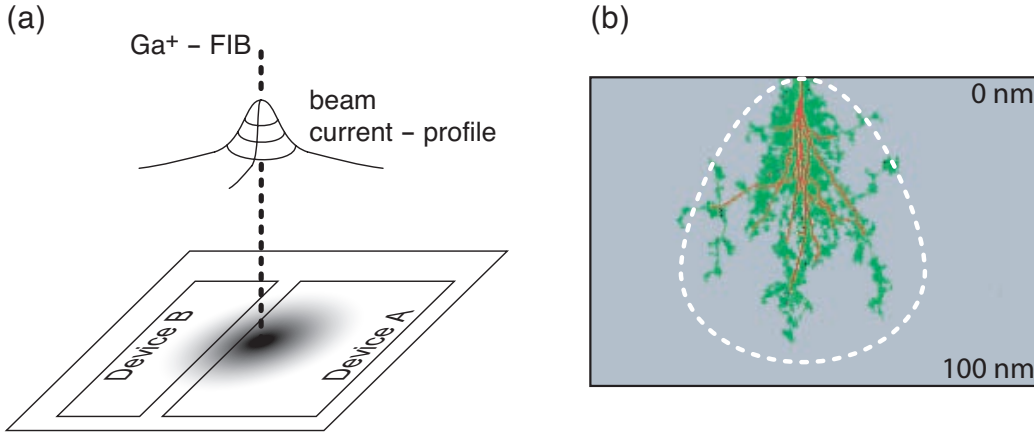 (a)
Ga⁺ – FIB
beam
current – profile
Device B
Device A
(b)
0 nm
100 nm